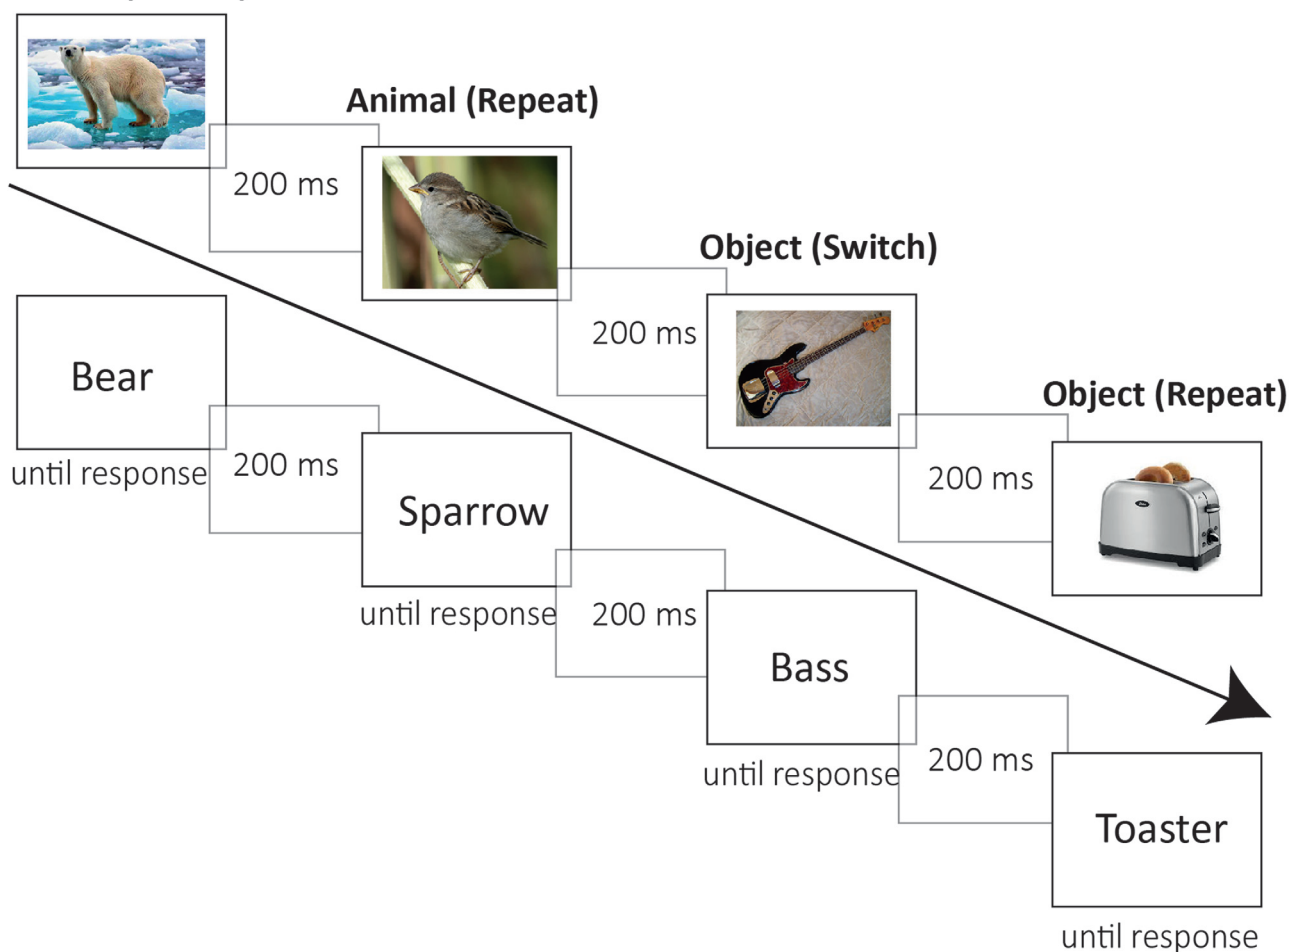 Animal (Repeat)
200 ms
Object (Switch)
200 ms
Object (Repeat)
200 ms
Bear
until response
200 ms
Sparrow
until response
200 ms
Bass
until response
200 ms
Toaster
until response